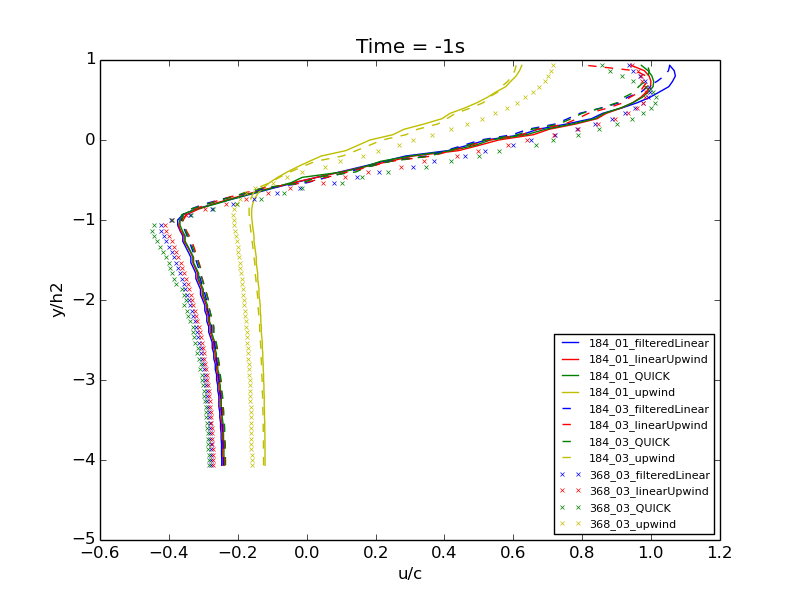 Time = -1s
1
0
−1
−2
−3
−4
−5
y/h2
−0.6 −0.4 −0.2 0.0 0.2 0.4 0.6 0.8 1.0 1.2
u/c
184_01_filteredLinear
184_01_linearUpwind
184_01_QUICK
184_01_upwind
184_03_filteredLinear
184_03_linearUpwind
184_03_QUICK
184_03_upwind
368_03_filteredLinear
368_03_linearUpwind
368_03_QUICK
368_03_upwind